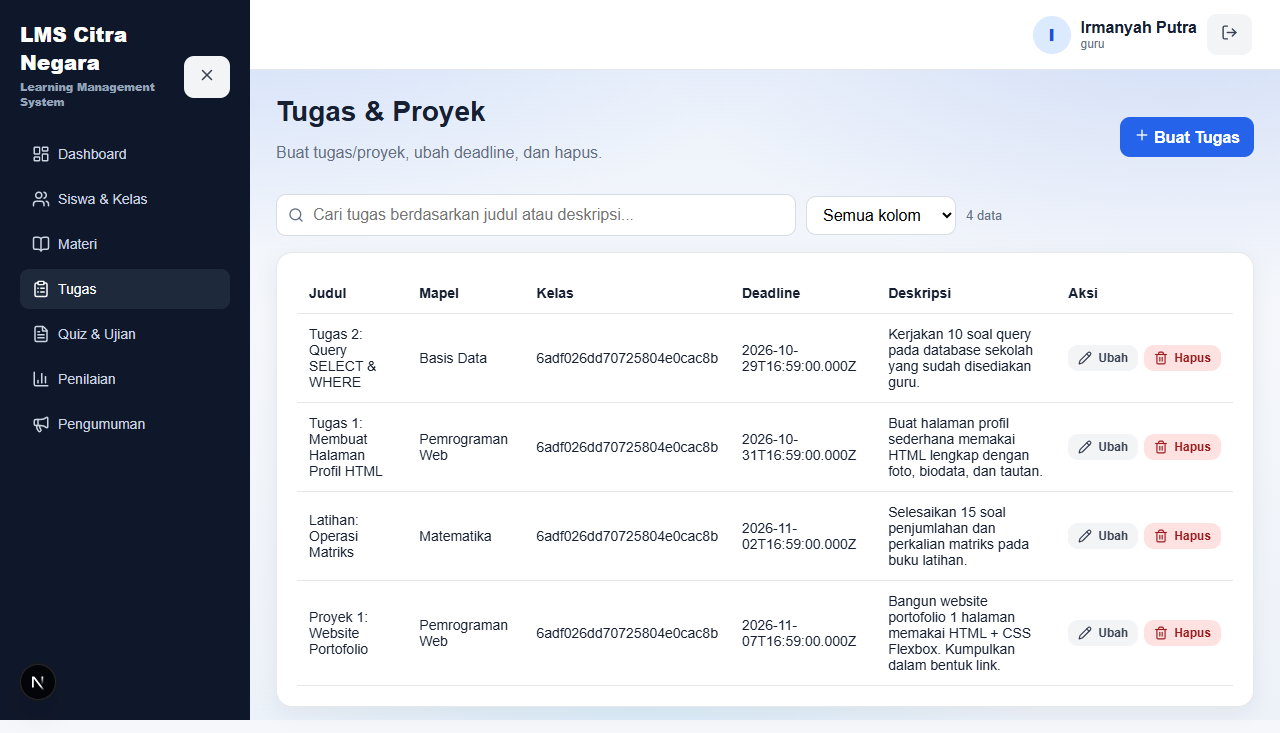 LMS Citra
Negara
Learning Management
System
Dashboard
Siswa & Kelas
Materi
Tugas
Quiz & Ujian
Penilaian
Pengumuman
N
I
Irmanyah Putra
guru
Tugas & Proyek
Buat tugas/proyek, ubah deadline, dan hapus.
+ Buat Tugas
Cari tugas berdasarkan judul atau deskripsi...
Semua kolom
4 data
Judul Mapel Kelas Deadline Deskripsi Aksi
Tugas 2:
Query
SELECT &
WHERE
Basis Data
6adf026dd70725804e0cac8b
2026-10-
29T16:59:00.000Z
Kerjakan 10 soal query
pada database sekolah
yang sudah disediakan
guru.
Ubah Hapus
Tugas 1:
Membuat
Halaman
Profil HTML
Pemrograman
Web
6adf026dd70725804e0cac8b
2026-10-
31T16:59:00.000Z
Buat halaman profil
sederhana memakai
HTML lengkap dengan
foto, biodata, dan tautan.
Ubah Hapus
Latihan:
Operasi
Matriks
Matematika
6adf026dd70725804e0cac8b
2026-11-
02T16:59:00.000Z
Selesaikan 15 soal
penjumlahan dan
perkalian matriks pada
buku latihan.
Ubah Hapus
Proyek 1:
Website
Portofolio
Pemrograman
Web
6adf026dd70725804e0cac8b
2026-11-
07T16:59:00.000Z
Bangun website
portofolio 1 halaman
memakai HTML + CSS
Flexbox. Kumpulkan
dalam bentuk link.
Ubah Hapus